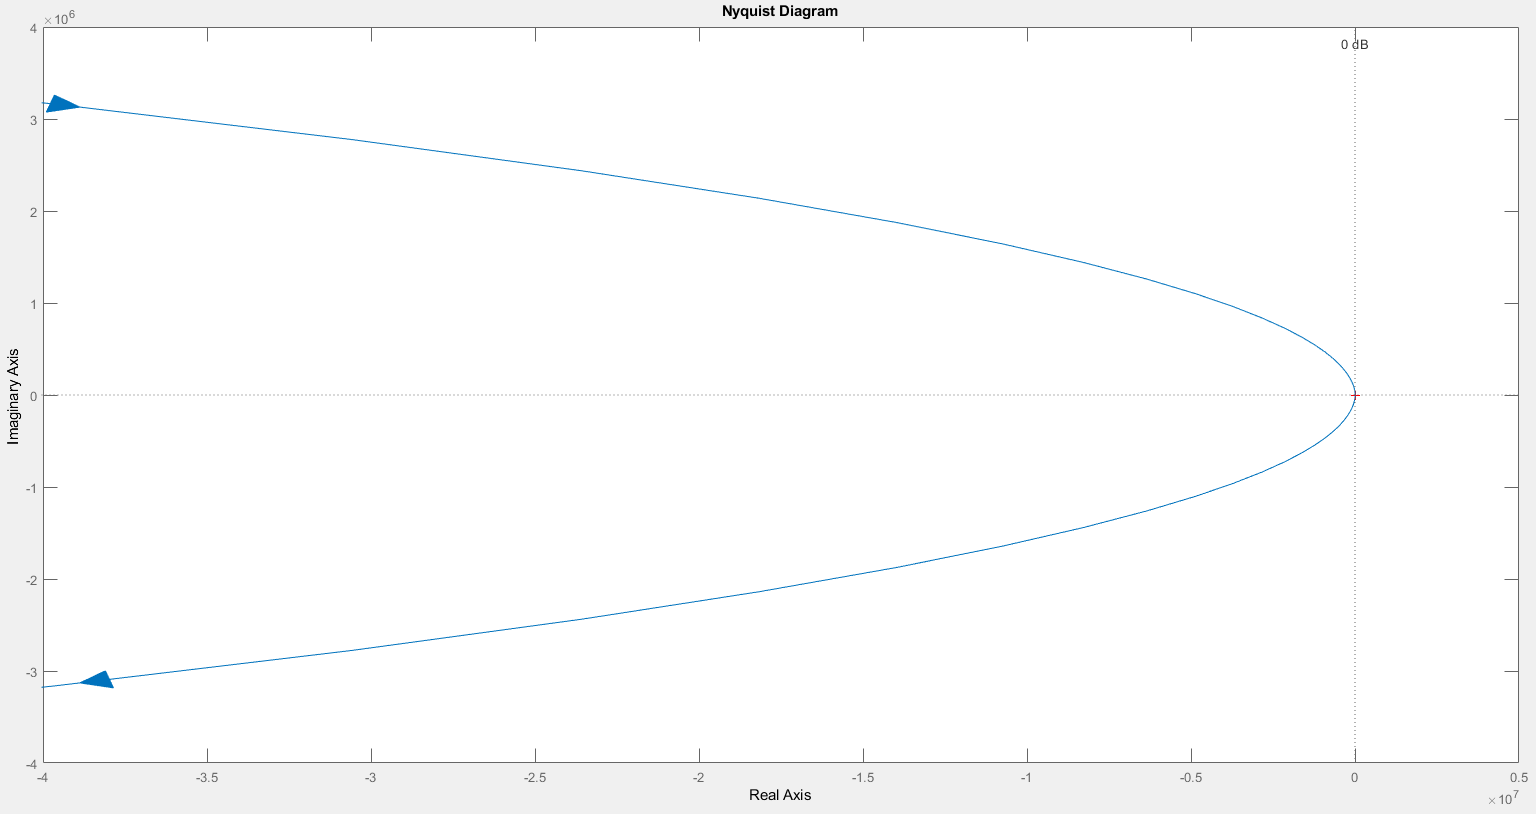 Nyquist Diagram
×10⁶
0 dB
4
3
2
1
0
-1
-2
-3
-4
Imaginary Axis
-4 -3.5 -3 -2.5 -2 -1.5 -1 -0.5 0 0.5
Real Axis
×10⁷